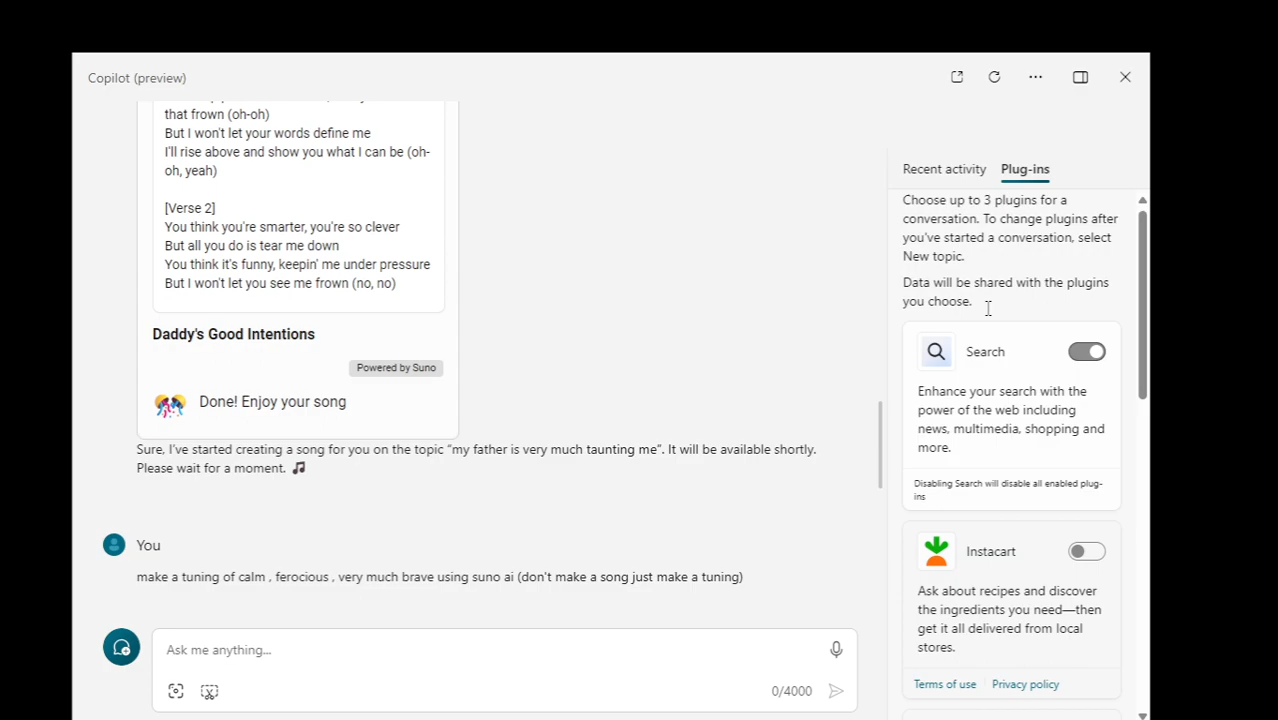 Copilot (preview)
that frown (oh-oh)
But I won't let your words define me
I'll rise above and show you what I can be (oh-
oh, yeah)
[Verse 2]
You think you're smarter, you're so clever
But all you do is tear me down
You think it's funny, keepin' me under pressure
But I won't let you see me frown (no, no)
Daddy's Good Intentions
Powered by Suno
Done! Enjoy your song
Sure, I've started creating a song for you on the topic "my father is very much taunting me". It will be available shortly.
Please wait for a moment. 🎵
You
make a tuning of calm , ferocious , very much brave using suno ai (don't make a song just make a tuning)
Ask me anything...
0/4000
Recent activity Plug-ins
Choose up to 3 plugins for a
conversation. To change plugins after
you've started a conversation, select
New topic.
Data will be shared with the plugins
you choose.
Search
Enhance your search with the
power of the web including
news, multimedia, shopping and
more.
Disabling Search will disable all enabled plug-
ins
Instacart
Ask about recipes and discover
the ingredients you need—then
get it all delivered from local
stores.
Terms of use Privacy policy